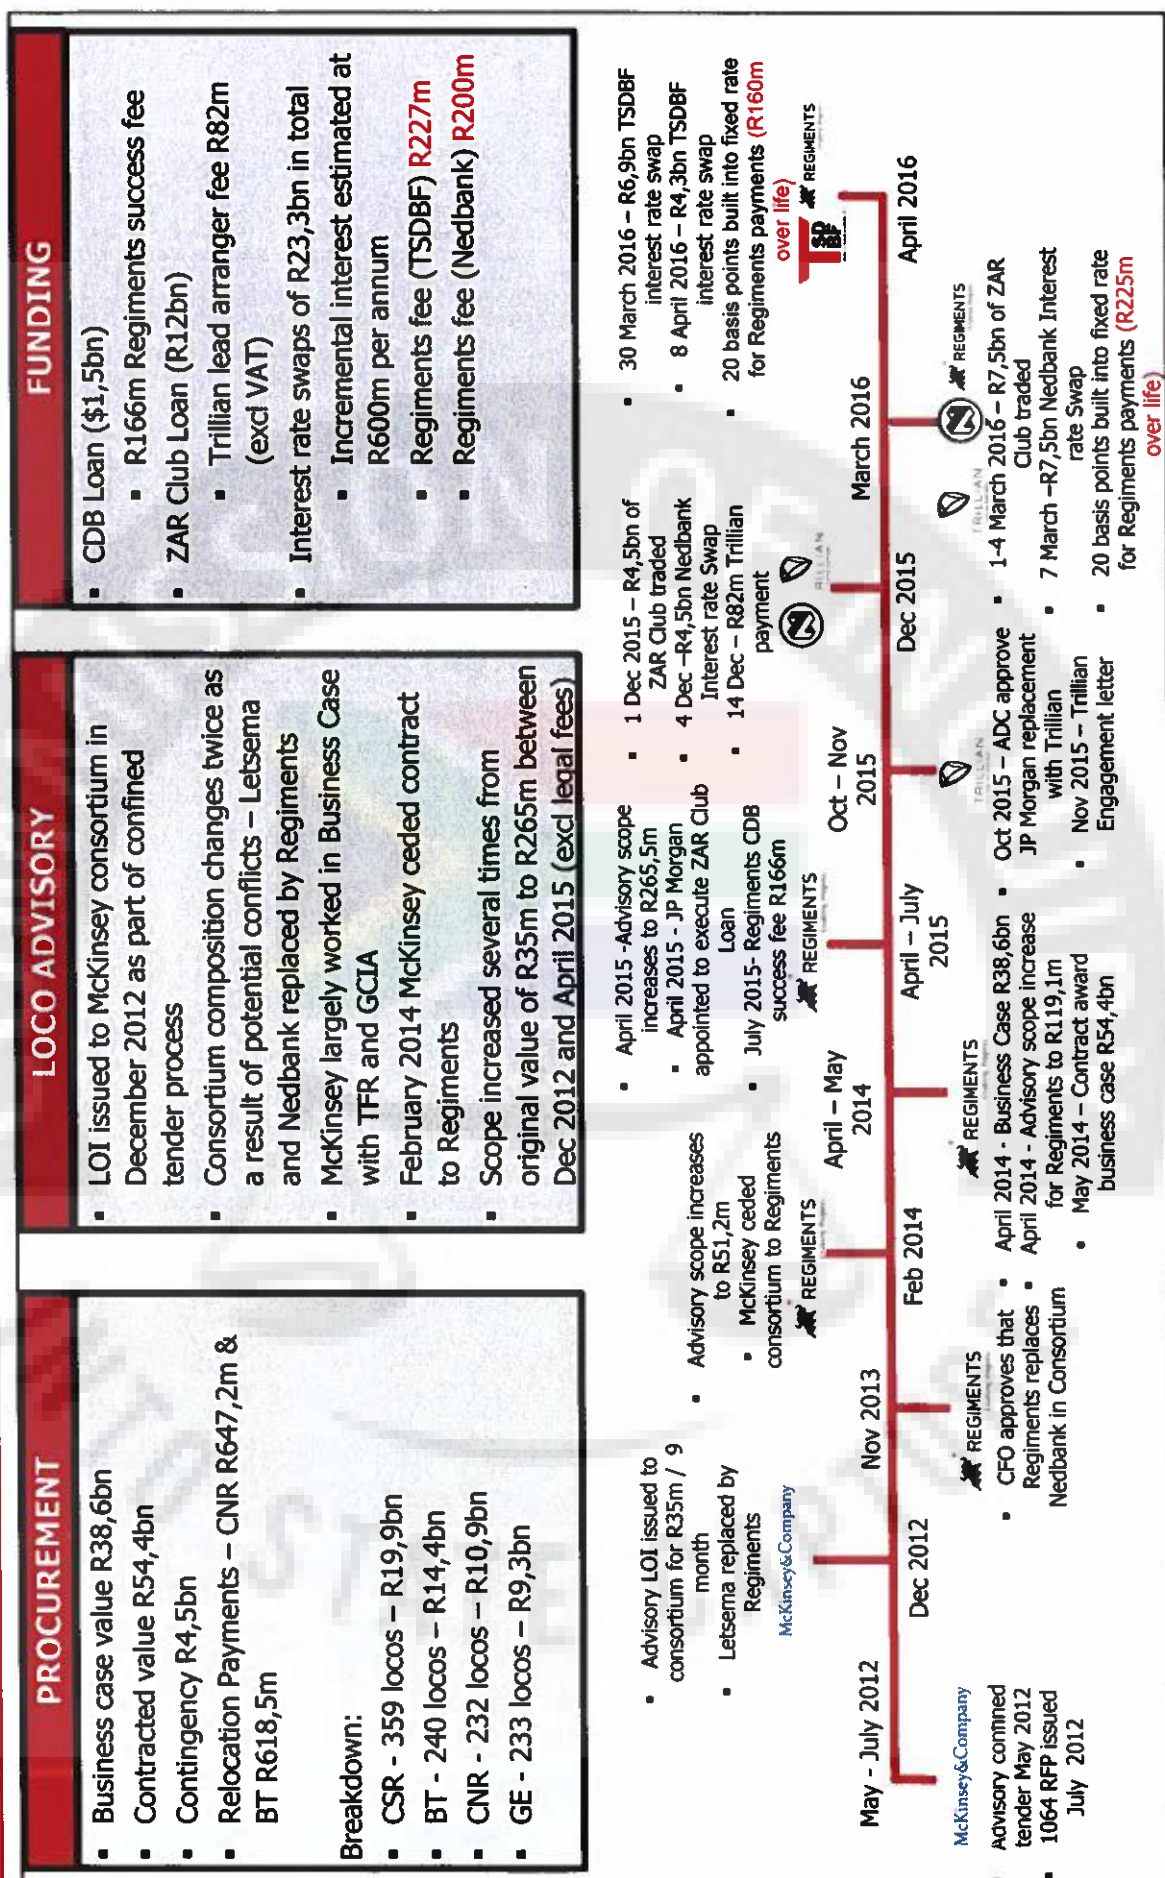 PROCUREMENT
▪ Business case value R38,6bn
▪ Contracted value R54,4bn
▪ Contingency R4,5bn
▪ Relocation Payments – CNR R647,2m &
BT R618,5m
Breakdown:
▪ CSR - 359 locos – R19,9bn
▪ BT - 240 locos – R14,4bn
▪ CNR - 232 locos – R10,9bn
▪ GE - 233 locos – R9,3bn
LOCO ADVISORY
▪ LOI issued to McKinsey consortium in
December 2012 as part of confined
tender process
▪ Consortium composition changes twice as
a result of potential conflicts – Letsema
and Nedbank replaced by Regiments
▪ McKinsey largely worked in Business Case
with TFR and GCIA
▪ February 2014 McKinsey ceded contract
to Regiments
▪ Scope increased several times from
original value of R35m to R265m between
Dec 2012 and April 2015 (excl legal fees)
FUNDING
▪ CDB Loan ($1,5bn)
▪ R166m Regiments success fee
▪ ZAR Club Loan (R12bn)
▪ Trillian lead arranger fee R82m
(excl VAT)
▪ Interest rate swaps of R23,3bn in total
▪ Incremental interest estimated at
R600m per annum
▪ Regiments fee (TSDBF) R227m
▪ Regiments fee (Nedbank) R200m
▪ Advisory LOI issued to
consortium for R35m / 9
month
▪ Letsema replaced by
Regiments
McKinsey&Company
▪ Advisory scope increases
to R51,2m
▪ McKinsey ceded
consortium to Regiments
REGIMENTS
▪ April 2015 -Advisory scope
increases to R265,5m
▪ April 2015 - JP Morgan
appointed to execute ZAR Club
Loan
▪ July 2015- Regiments CDB
success fee R166m
REGIMENTS
▪ 1 Dec 2015 – R4,5bn of
ZAR Club traded
▪ 4 Dec –R4,5bn Nedbank
Interest rate Swap
▪ 14 Dec – R82m Trillian
payment
▪ 30 March 2016 – R6,9bn TSDBF
interest rate swap
▪ 8 April 2016 – R4,3bn TSDBF
interest rate swap
▪ 20 basis points built into fixed rate
for Regiments payments (R160m
over life)
TSDBF
REGIMENTS
May - July 2012
Dec 2012
Nov 2013
Feb 2014
April – May
2014
April – July
2015
Oct – Nov
2015
Dec 2015
March 2016
April 2016
McKinsey&Company
Advisory confined
tender May 2012
▪ 1064 RFP issued
July 2012
REGIMENTS
▪ CFO approves that
Regiments replaces
Nedbank in Consortium
REGIMENTS
▪ April 2014 - Business Case R38,6bn
▪ April 2014 - Advisory scope increase
for Regiments to R119,1m
▪ May 2014 – Contract award
business case R54,4bn
TRILLIAN
▪ Oct 2015 – ADC approve
JP Morgan replacement
with Trillian
▪ Nov 2015 – Trillian
Engagement letter
TRILLIAN
REGIMENTS
▪ 1-4 March 2016 – R7,5bn of ZAR
Club traded
▪ 7 March –R7,5bn Nedbank Interest
rate Swap
▪ 20 basis points built into fixed rate
for Regiments payments (R225m
over life)